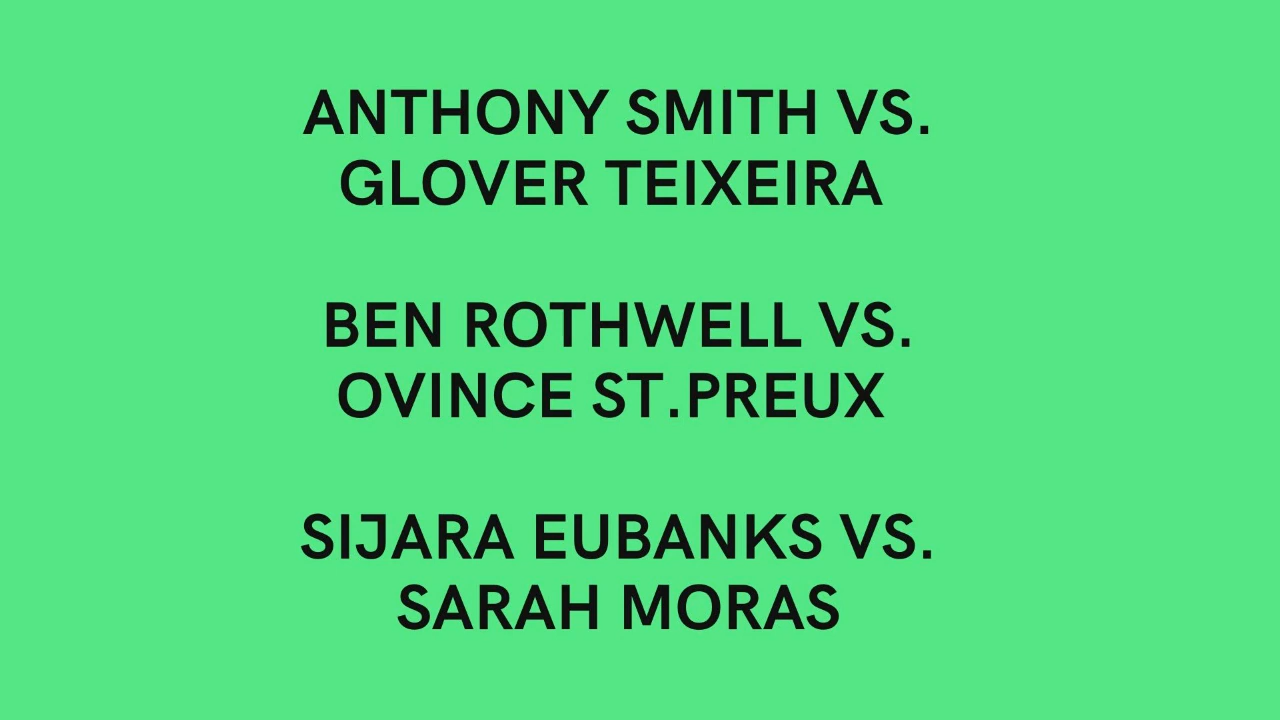 ANTHONY SMITH VS.
GLOVER TEIXEIRA
BEN ROTHWELL VS.
OVINCE ST.PREUX
SIJARA EUBANKS VS.
SARAH MORAS